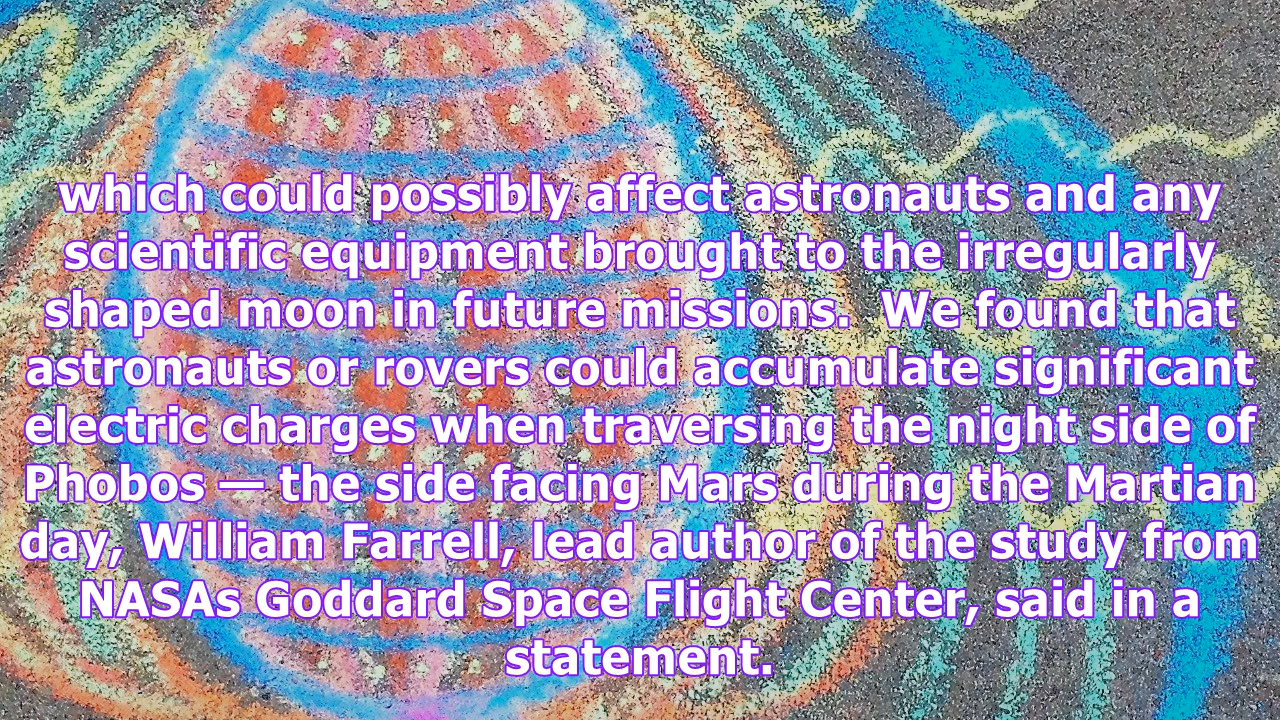 which could possibly affect astronauts and any
scientific equipment brought to the irregularly
shaped moon in future missions.  We found that
astronauts or rovers could accumulate significant
electric charges when traversing the night side of
Phobos — the side facing Mars during the Martian
day, William Farrell, lead author of the study from
NASAs Goddard Space Flight Center, said in a
statement.